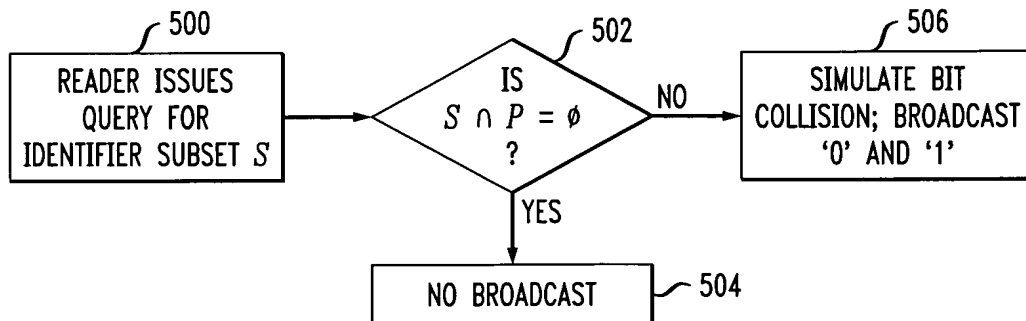 500
READER ISSUES
QUERY FOR
IDENTIFIER SUBSET S
502
IS
S ∩ P = ø
?
NO
YES
506
SIMULATE BIT
COLLISION; BROADCAST
‘0’ AND ‘1’
NO BROADCAST
504